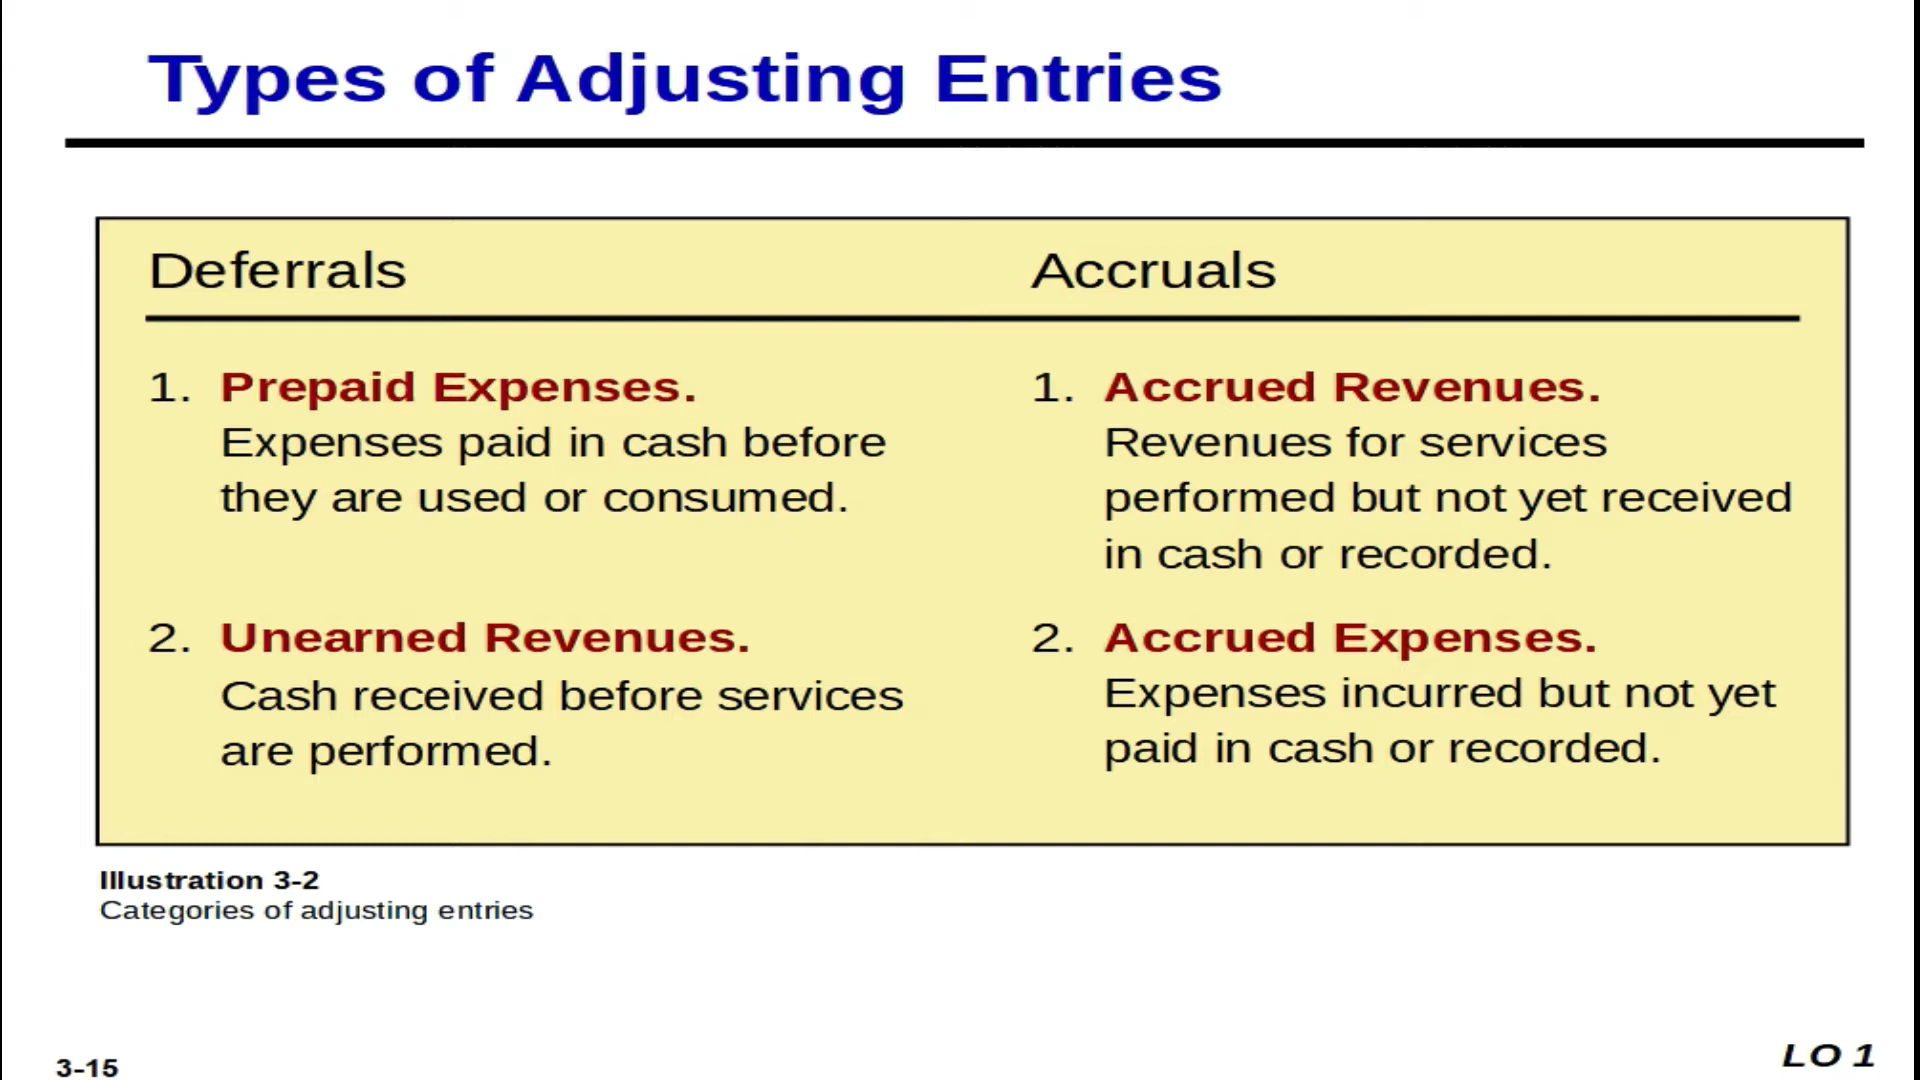 Types of Adjusting Entries
Deferrals
1. Prepaid Expenses.
Expenses paid in cash before
they are used or consumed.
2. Unearned Revenues.
Cash received before services
are performed.
Accruals
1. Accrued Revenues.
Revenues for services
performed but not yet received
in cash or recorded.
2. Accrued Expenses.
Expenses incurred but not yet
paid in cash or recorded.
Illustration 3-2
Categories of adjusting entries
3-15
LO 1